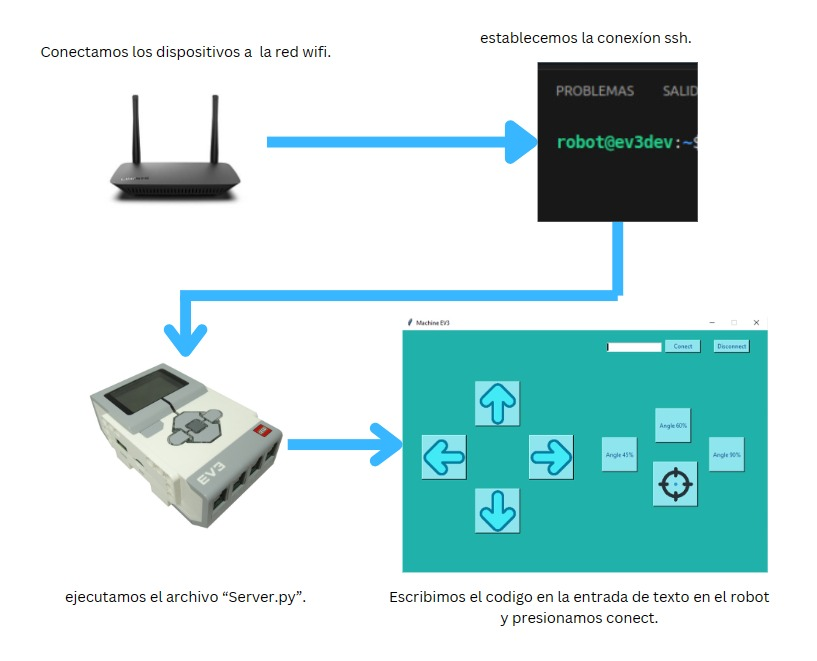 Conectamos los dispositivos a la red wifi.
establecemos la conexíon ssh.
PROBLEMAS SALID
robot@ev3dev:~$
Machine EV3
Conect Disconnect
Angle 60%
Angle 45% Angle 90%
EV3
LEGO
ejecutamos el archivo “Server.py”.
Escribimos el codigo en la entrada de texto en el robot
y presionamos conect.